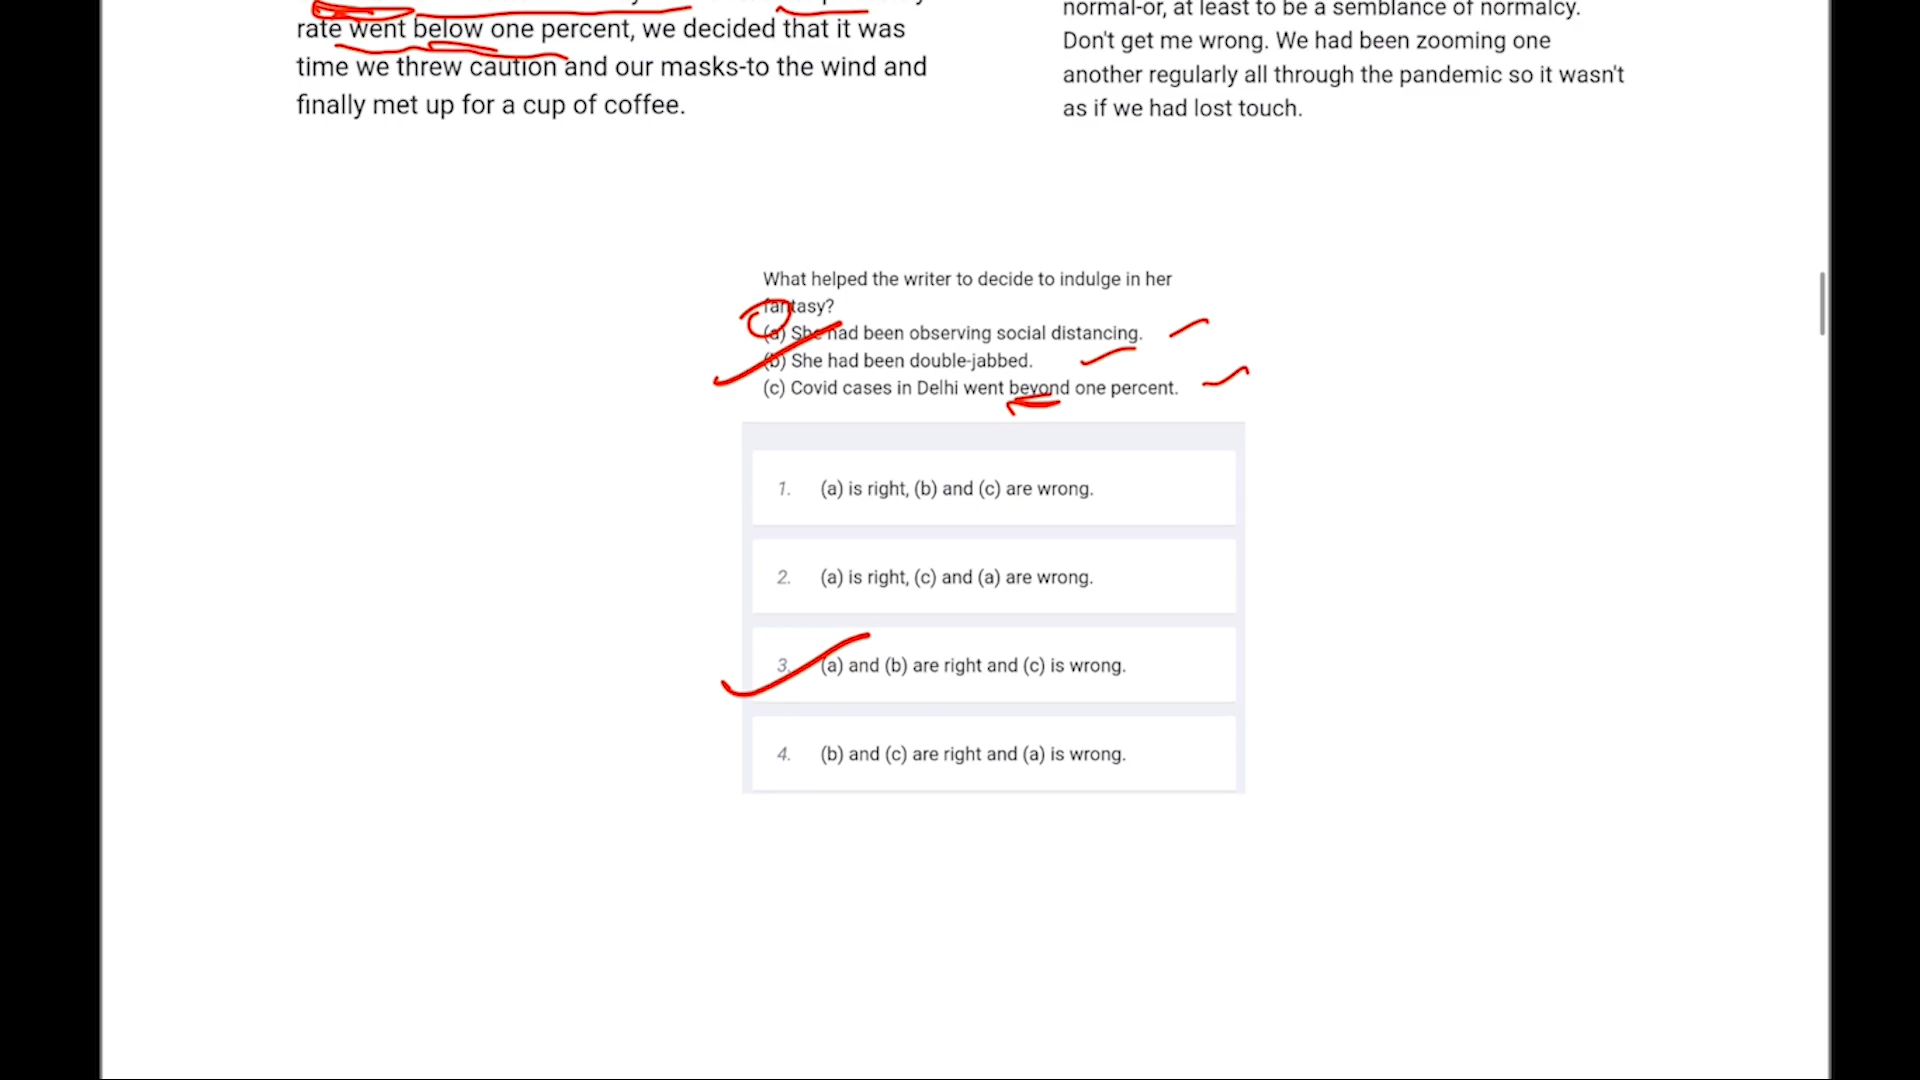 rate went below one percent, we decided that it was
time we threw caution and our masks-to the wind and
finally met up for a cup of coffee.
normal-or, at least to be a semblance of normalcy.
Don't get me wrong. We had been zooming one
another regularly all through the pandemic so it wasn't
as if we had lost touch.
What helped the writer to decide to indulge in her
fantasy?
(a) She had been observing social distancing.
(b) She had been double-jabbed.
(c) Covid cases in Delhi went beyond one percent.
1. (a) is right, (b) and (c) are wrong.
2. (a) is right, (c) and (a) are wrong.
3. (a) and (b) are right and (c) is wrong.
4. (b) and (c) are right and (a) is wrong.